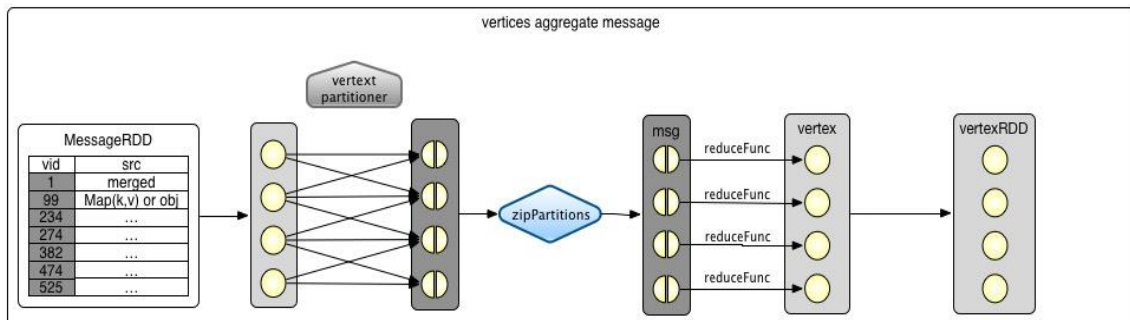 vertices aggregate message
vertext
partitioner
MessageRDD
vid src
1 merged
99 Map(k,v) or obj
234 ...
274 ...
382 ...
474 ...
525 ...
zipPartitions
msg
reduceFunc
reduceFunc
reduceFunc
reduceFunc
vertex
vertexRDD